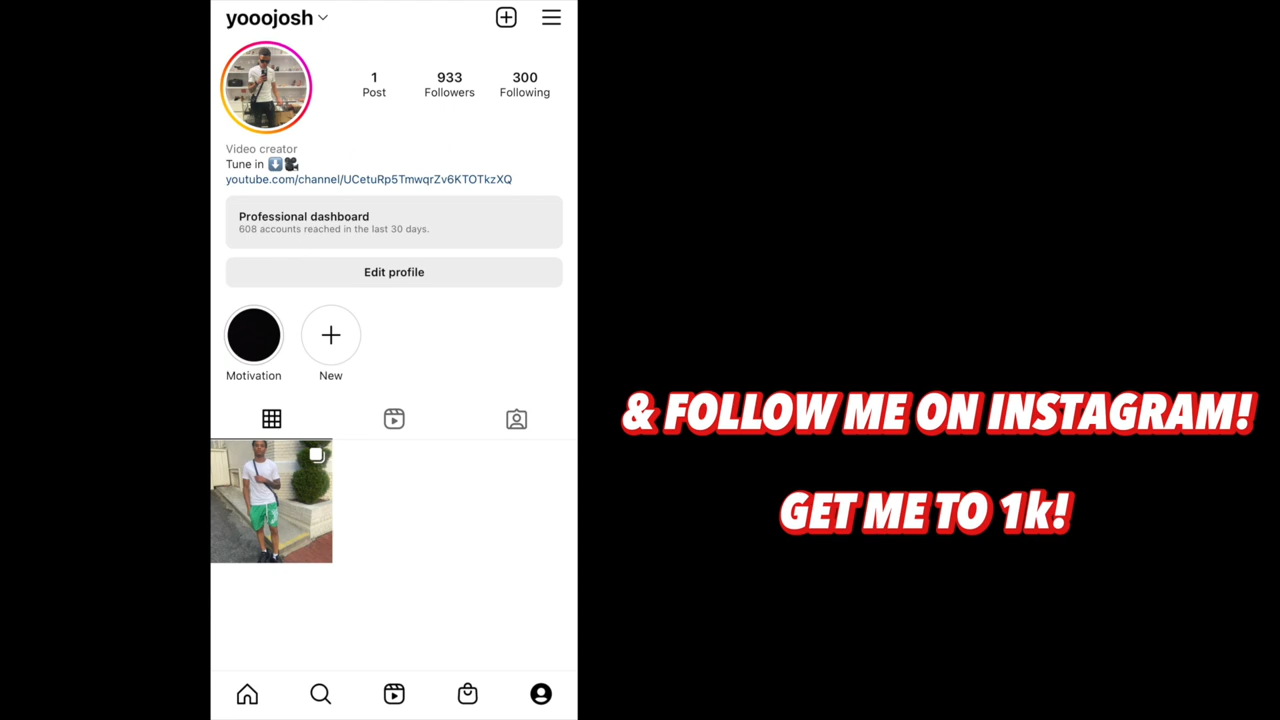 yooojosh
1
Post
933
Followers
300
Following
Video creator
Tune in ⬇️🎥
youtube.com/channel/UCetuRp5TmwqrZv6KTOTkzXQ
Professional dashboard
608 accounts reached in the last 30 days.
Edit profile
Motivation
New
& FOLLOW ME ON INSTAGRAM!
GET ME TO 1k!